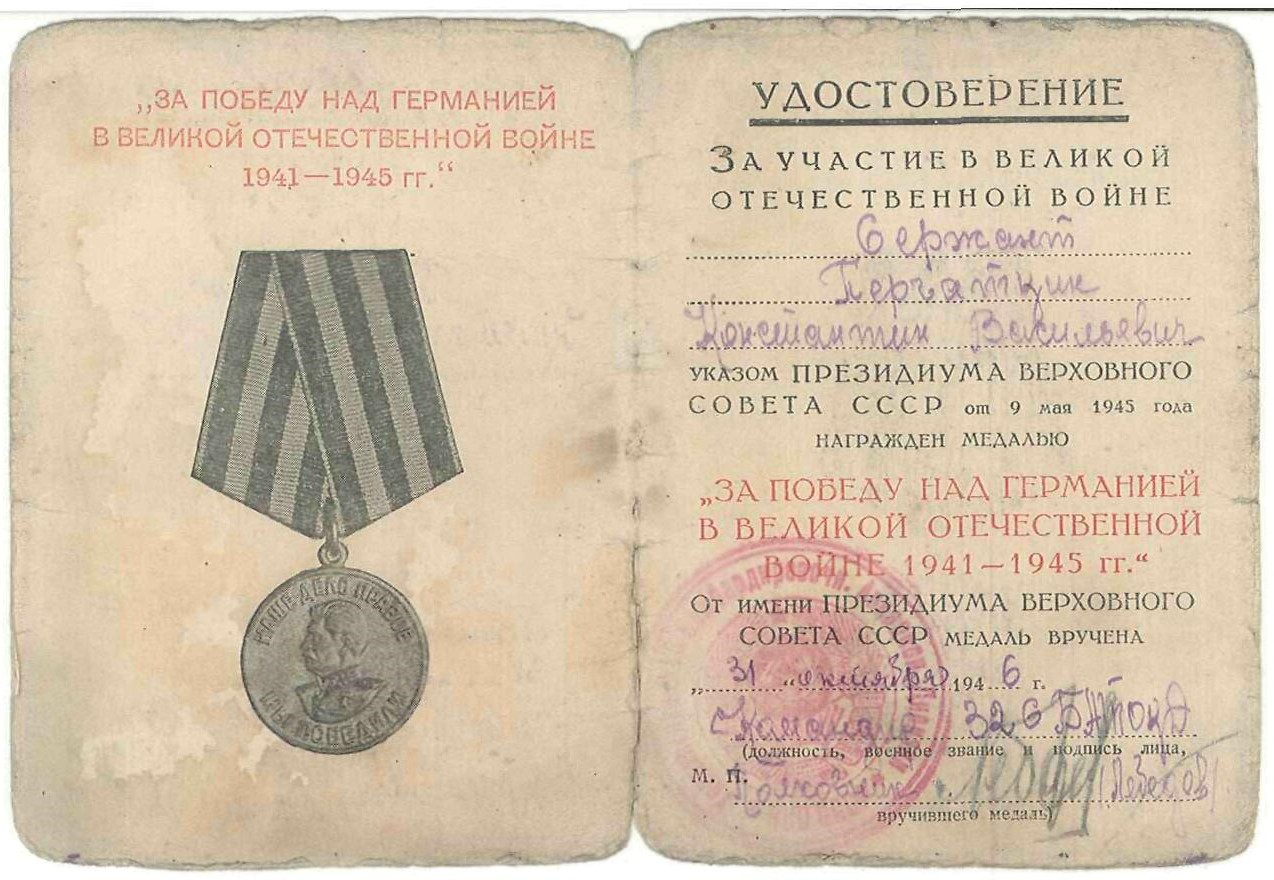 „ЗА ПОБЕДУ НАД ГЕРМАНИЕЙ
В ВЕЛИКОЙ ОТЕЧЕСТВЕННОЙ ВОЙНЕ
1941—1945 гг.“
НАШЕ ДЕЛО ПРАВОЕ
МЫ ПОБЕДИЛИ
УДОСТОВЕРЕНИЕ
ЗА УЧАСТИЕ В ВЕЛИКОЙ
ОТЕЧЕСТВЕННОЙ ВОЙНЕ
Сержант
Перчаткин
Константин Васильевич
УКАЗОМ ПРЕЗИДИУМА ВЕРХОВНОГО
СОВЕТА СССР от 9 мая 1945 года
НАГРАЖДЕН МЕДАЛЬЮ
„ЗА ПОБЕДУ НАД ГЕРМАНИЕЙ
В ВЕЛИКОЙ ОТЕЧЕСТВЕННОЙ
ВОЙНЕ 1941—1945 гг.“
ОТ ИМЕНИ ПРЕЗИДИУМА ВЕРХОВНОГО
СОВЕТА СССР МЕДАЛЬ ВРУЧЕНА
„31 “ октября 1946 г.
326
(должность, военное звание и подпись лица,
М. П. Полковник
вручившего медаль)